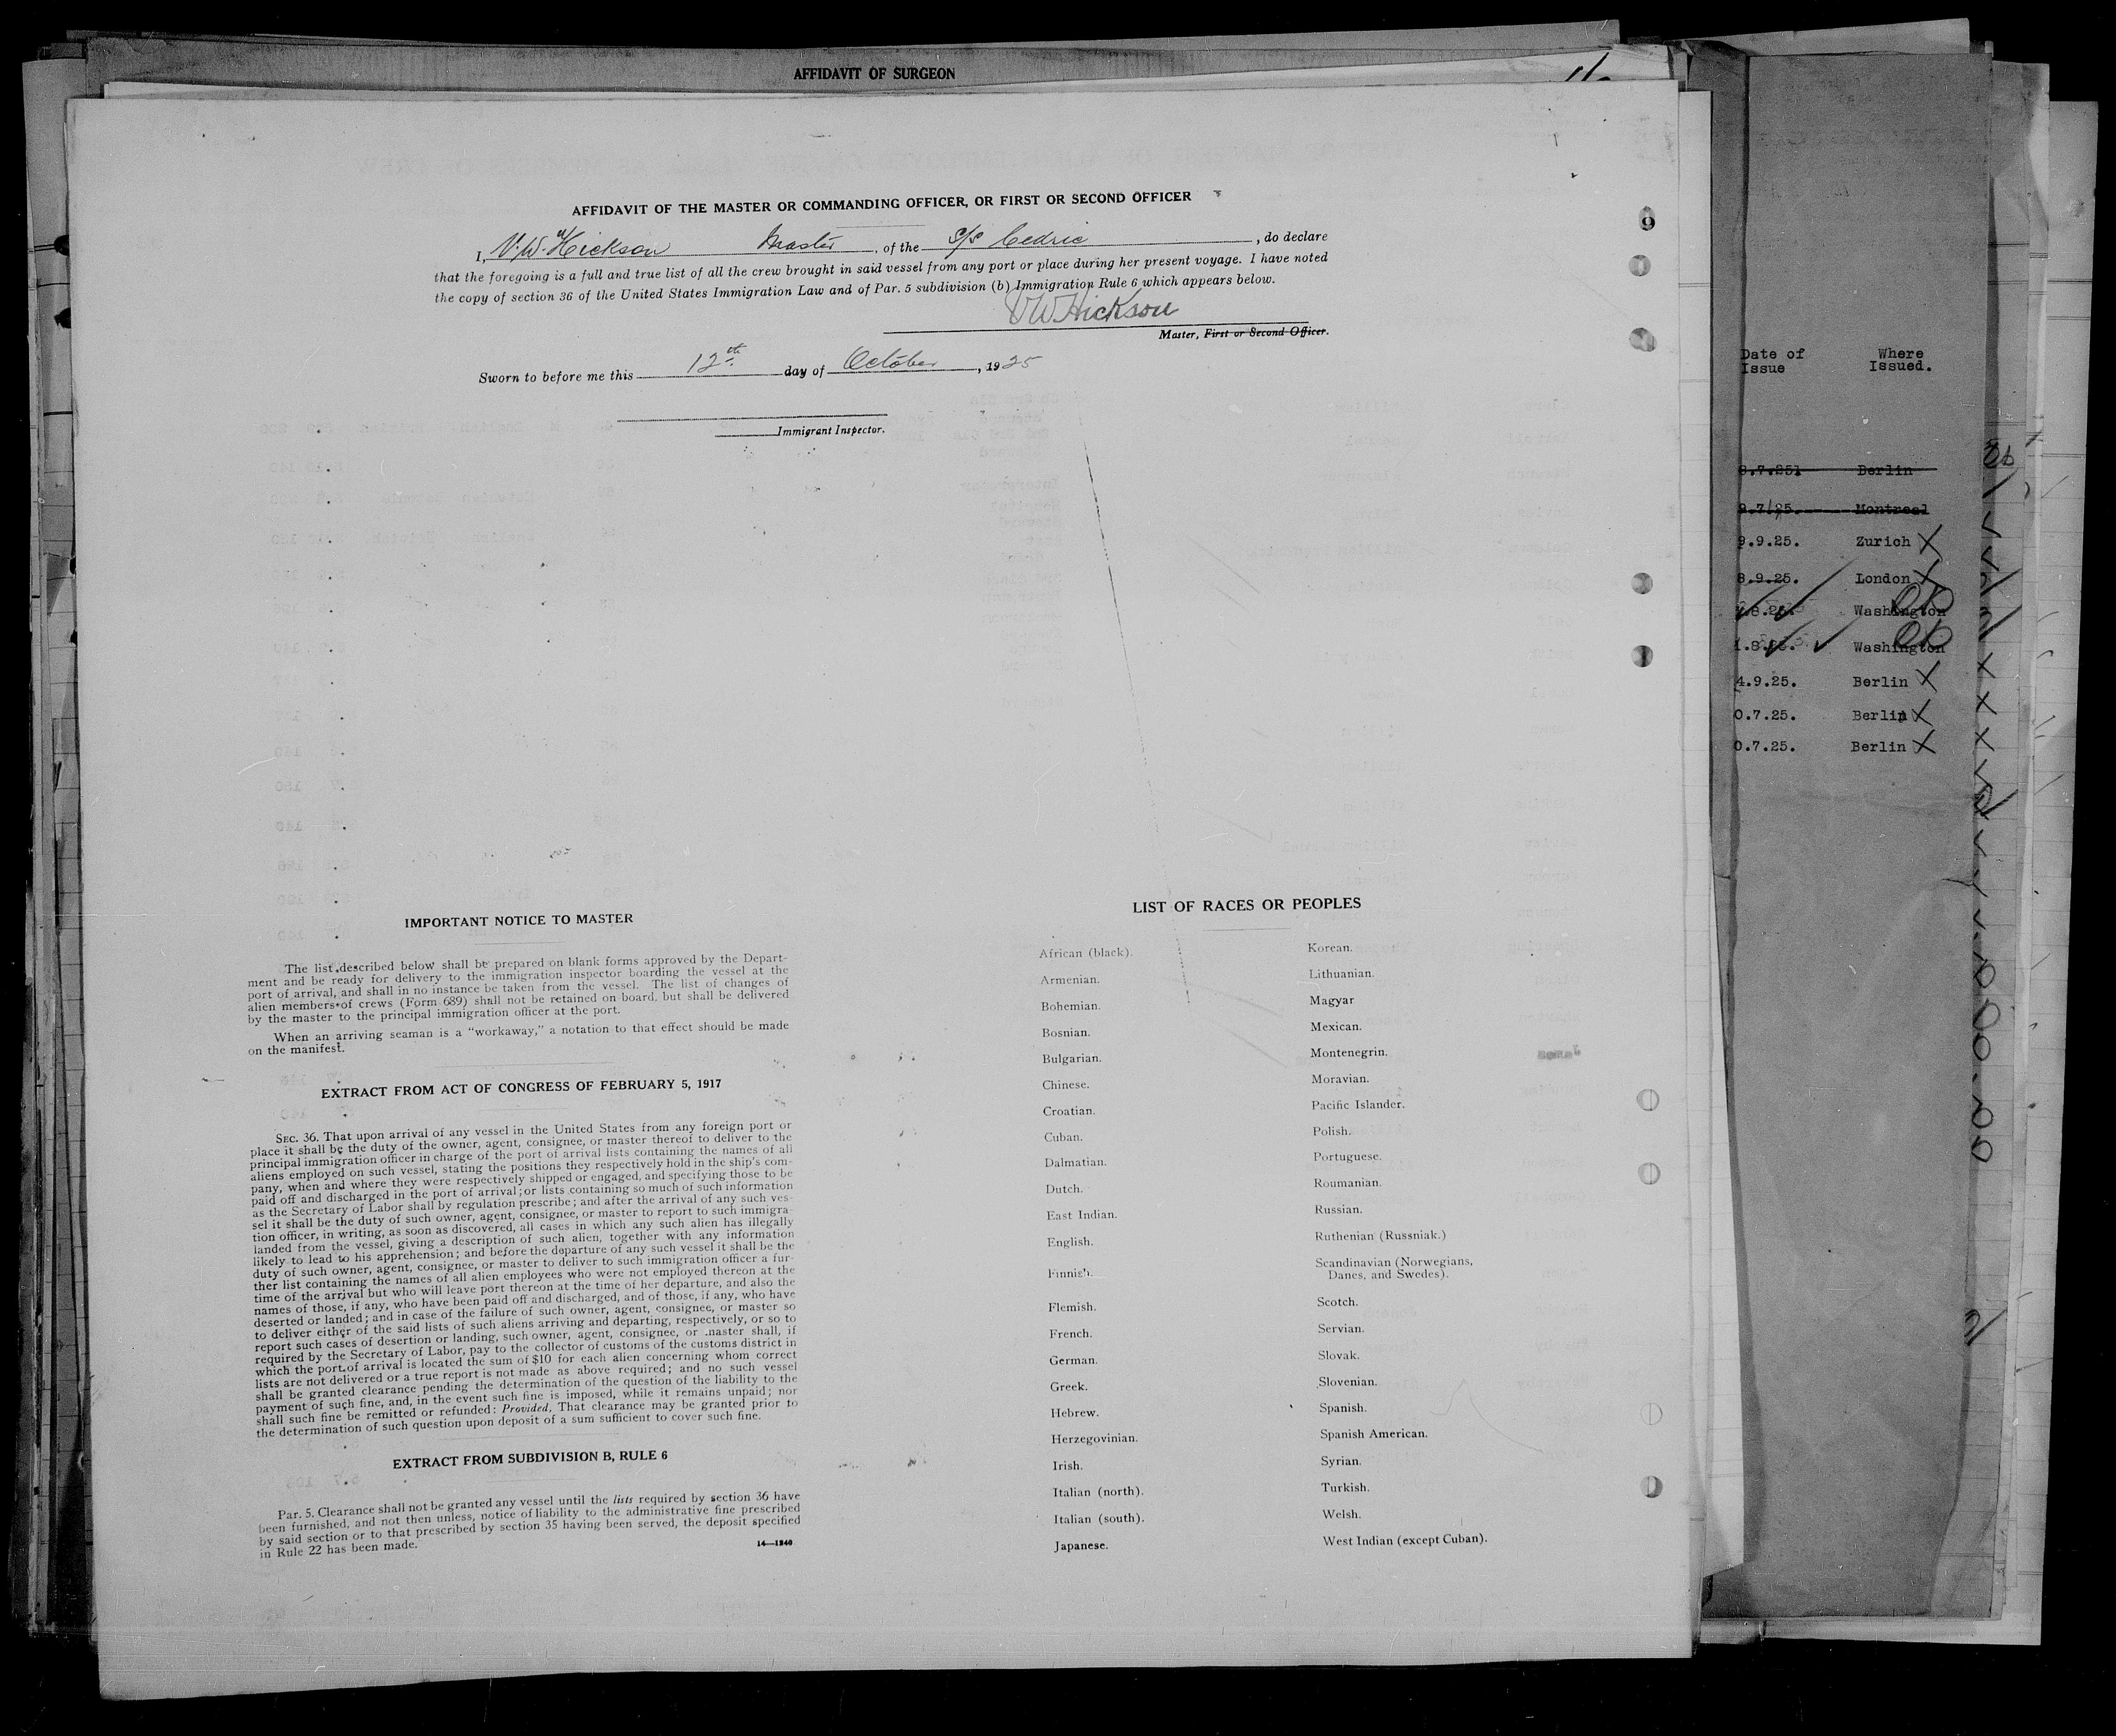 AFFIDAVIT OF SURGEON
AFFIDAVIT OF THE MASTER OR COMMANDING OFFICER, OR FIRST OR SECOND OFFICER
I, V. W. Hickson Master, of the S/S Cedric, do declare
that the foregoing is a full and true list of all the crew brought in said vessel from any port or place during her present voyage. I have noted
the copy of section 36 of the United States Immigration Law and of Par. 5 subdivision (b) Immigration Rule 6 which appears below.
V W Hickson
Master, First or Second Officer.
Sworn to before me this 12th day of October, 1925
Immigrant Inspector.
IMPORTANT NOTICE TO MASTER
The list described below shall be prepared on blank forms approved by the Depart-
ment and be ready for delivery to the immigration inspector boarding the vessel at the
port of arrival, and shall in no instance be taken from the vessel. The list of changes of
alien members of crews (Form 689) shall not be retained on board, but shall be delivered
by the master to the principal immigration officer at the port.
When an arriving seaman is a "workaway," a notation to that effect should be made
on the manifest.
EXTRACT FROM ACT OF CONGRESS OF FEBRUARY 5, 1917
SEC. 36. That upon arrival of any vessel in the United States from any foreign port or
place it shall be the duty of the owner, agent, consignee, or master thereof to deliver to the
principal immigration officer in charge of the port of arrival lists containing the names of all
aliens employed on such vessel, stating the positions they respectively hold in the ship's com-
pany, when and where they were respectively shipped or engaged, and specifying those to be
paid off and discharged in the port of arrival; or lists containing so much of such information
as the Secretary of Labor shall by regulation prescribe; and after the arrival of any such ves-
sel it shall be the duty of such owner, agent, consignee, or master to report to such immigra-
tion officer, in writing, as soon as discovered, all cases in which any such alien has illegally
landed from the vessel, giving a description of such alien, together with any information
likely to lead to his apprehension; and before the departure of any such vessel it shall be the
duty of such owner, agent, consignee, or master to deliver to such immigration officer a fur-
ther list containing the names of all alien employees who were not employed thereon at the
time of the arrival but who will leave port thereon at the time of her departure, and also the
names of those, if any, who have been paid off and discharged, and of those, if any, who have
deserted or landed; and in case of the failure of such owner, agent, consignee, or master so
to deliver either of the said lists of such aliens arriving and departing, respectively, or so to
report such cases of desertion or landing, such owner, agent, consignee, or master shall, if
required by the Secretary of Labor, pay to the collector of customs of the customs district in
which the port of arrival is located the sum of $10 for each alien concerning whom correct
lists are not delivered or a true report is not made as above required; and no such vessel
shall be granted clearance pending the determination of the question of the liability to the
payment of such fine, and, in the event such fine is imposed, while it remains unpaid; nor
shall such fine be remitted or refunded: Provided, That clearance may be granted prior to
the determination of such question upon deposit of a sum sufficient to cover such fine.
EXTRACT FROM SUBDIVISION B, RULE 6
Par. 5. Clearance shall not be granted any vessel until the lists required by section 36 have
been furnished, and not then unless, notice of liability to the administrative fine prescribed
by said section or to that prescribed by section 35 having been served, the deposit specified
in Rule 22 has been made.
14—1240
LIST OF RACES OR PEOPLES
African (black).
Armenian.
Bohemian.
Bosnian.
Bulgarian.
Chinese.
Croatian.
Cuban.
Dalmatian.
Dutch.
East Indian.
English.
Finnish.
Flemish.
French.
German.
Greek.
Hebrew.
Herzegovinian.
Irish.
Italian (north).
Italian (south).
Japanese.
Korean.
Lithuanian.
Magyar
Mexican.
Montenegrin.
Moravian.
Pacific Islander.
Polish.
Portuguese.
Roumanian.
Russian.
Ruthenian (Russniak.)
Scandinavian (Norwegians,
Danes, and Swedes).
Scotch.
Servian.
Slovak.
Slovenian.
Spanish.
Spanish American.
Syrian.
Turkish.
Welsh.
West Indian (except Cuban).
Date of Issue Where Issued.
Berlin
9.7/25. Montreal
9.9.25. Zurich X
8.9.25. London X
Washington OK
Washington OK
4.9.25. Berlin X
0.7.25. Berlin X
0.7.25. Berlin X